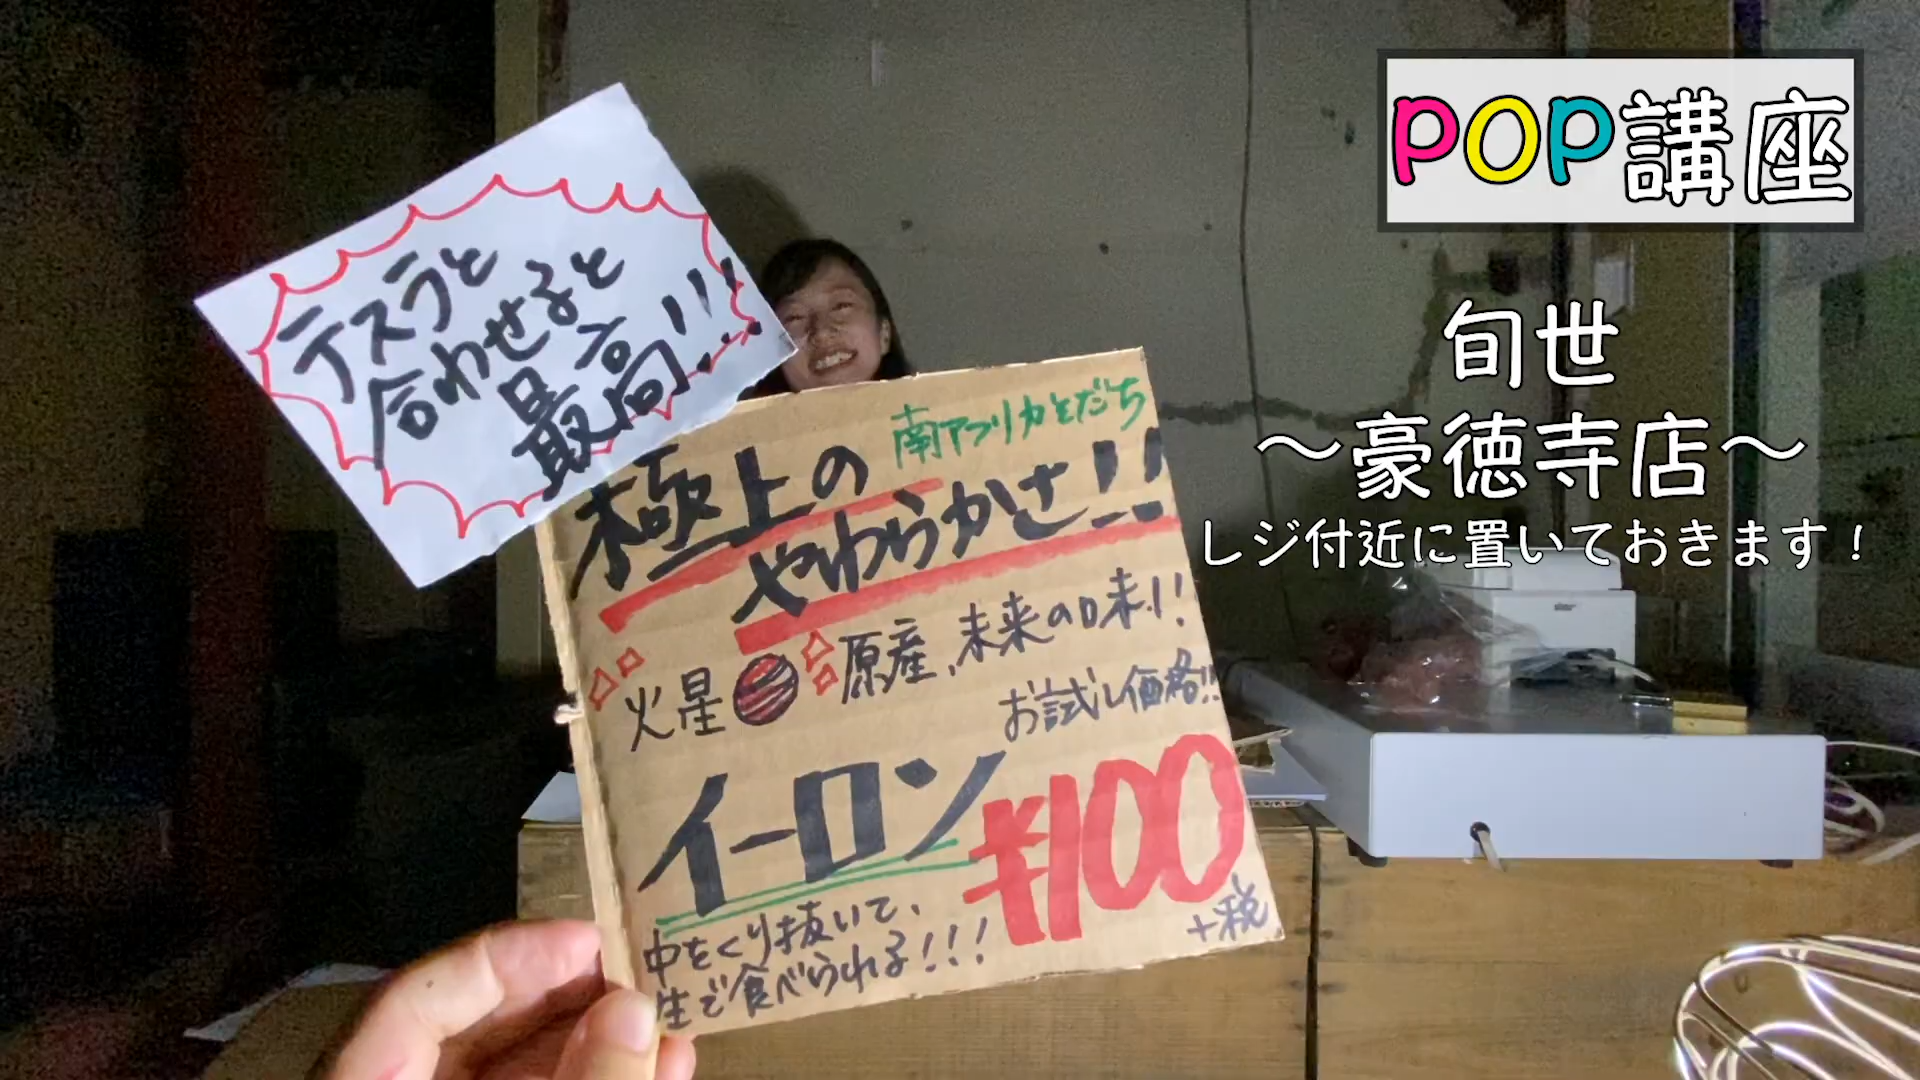 POP講座
旬世
～豪徳寺店～
レジ付近に置いておきます！
テスラと
合わせると
最高!!
南アフリカそだち
極上の
やわらかさ!!
火星原産、未来の味!!
お試し価格!!
イーロン
¥100
+税
中をくり抜いて、
生で食べられる!!!